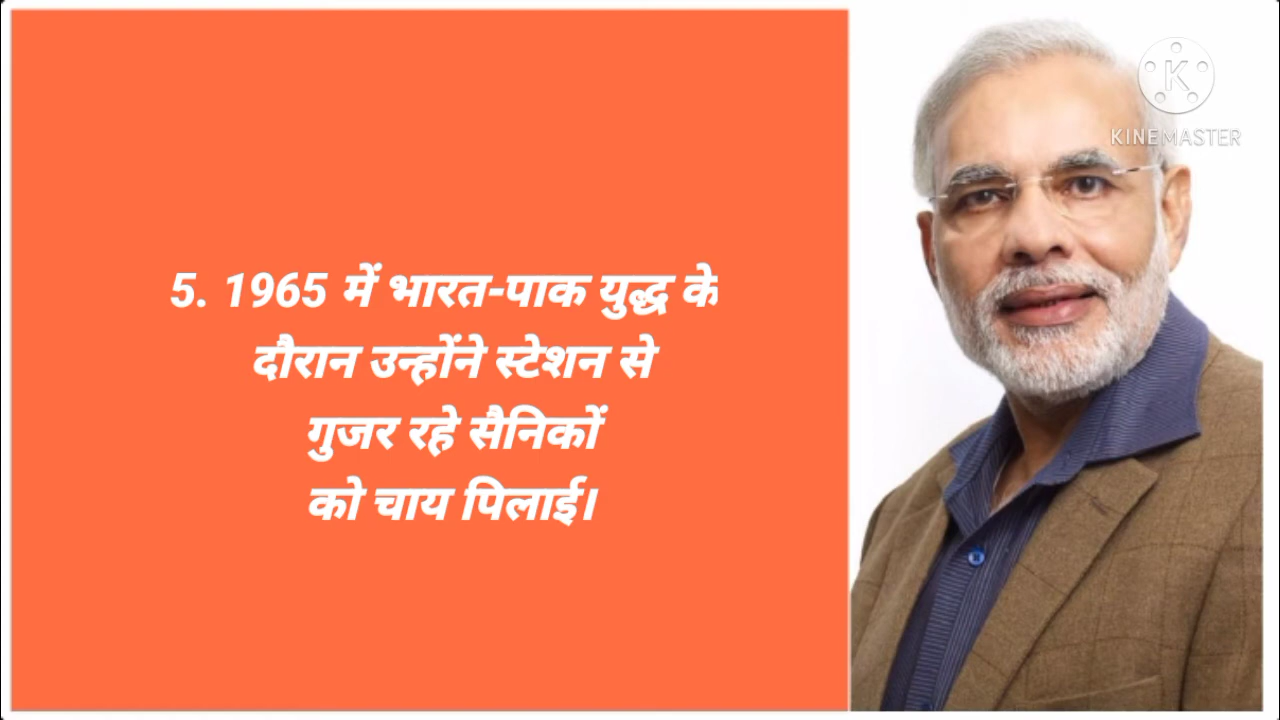 5. 1965 में भारत-पाक युद्ध के
दौरान उन्होंने स्टेशन से
गुजर रहे सैनिकों
को चाय पिलाई।
K
KINEMASTER